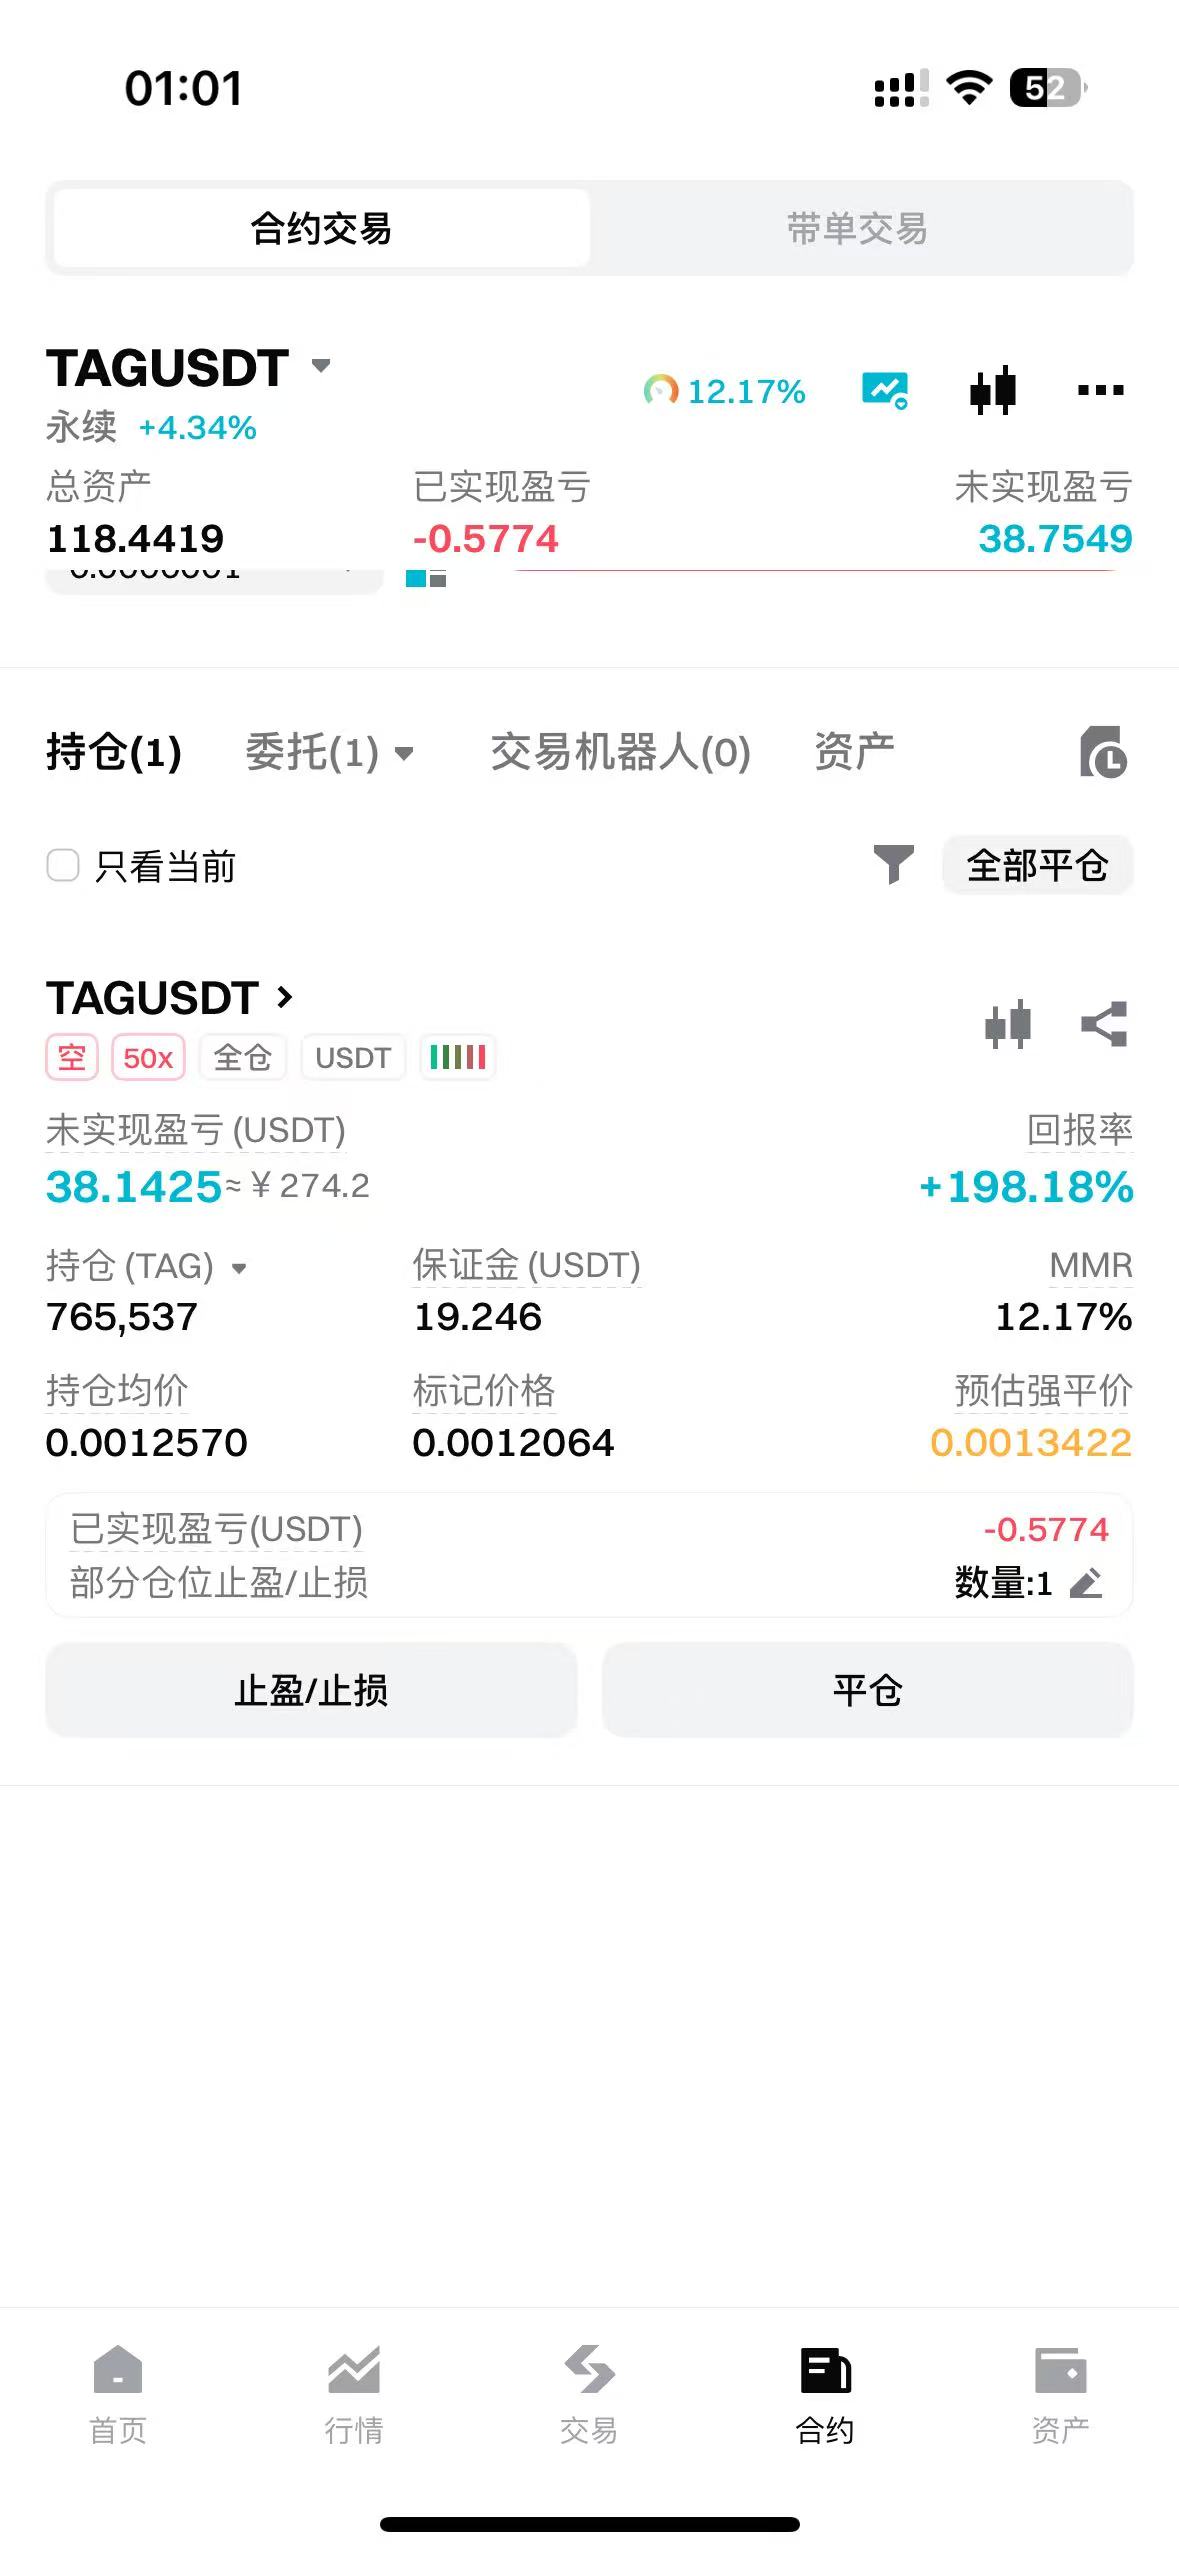 01:01
52
合约交易 带单交易
TAGUSDT
12.17%
永续 +4.34%
总资产 已实现盈亏 未实现盈亏
118.4419 -0.5774 38.7549
持仓(1) 委托(1) 交易机器人(0) 资产
只看当前 全部平仓
TAGUSDT
空 50x 全仓 USDT
未实现盈亏 (USDT) 回报率
38.1425≈¥274.2 +198.18%
持仓 (TAG) 保证金 (USDT) MMR
765,537 19.246 12.17%
持仓均价 标记价格 预估强平价
0.0012570 0.0012064 0.0013422
已实现盈亏(USDT) -0.5774
部分仓位止盈/止损 数量:1
止盈/止损 平仓
首页 行情 交易 合约 资产